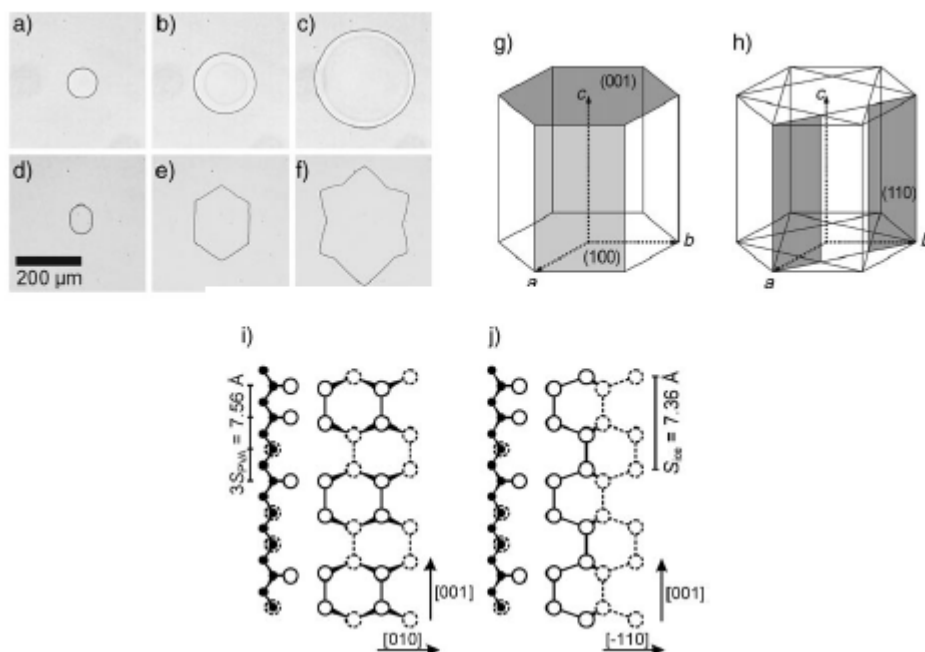 a)
b)
c)
d)
e)
f)
200 µm
g)
(001)
c
b
(100)
a
h)
c
(110)
b
a
i)
3S_PVA = 7.56 Å
[001]
[010]
j)
S_ice = 7.36 Å
[001]
[-110]